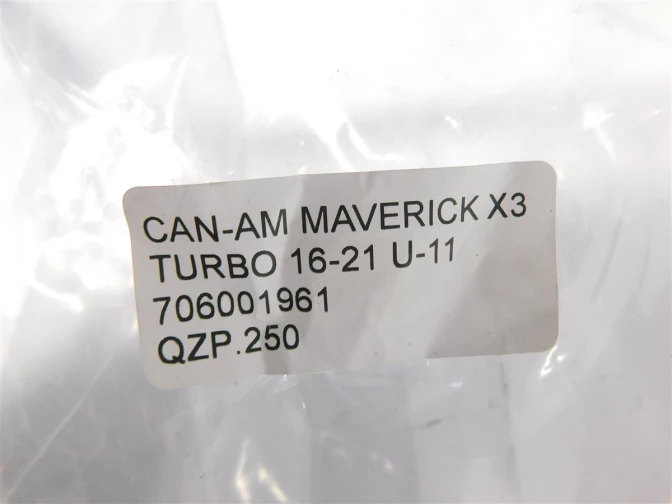 CAN-AM MAVERICK X3
TURBO 16-21 U-11
706001961
QZP.250